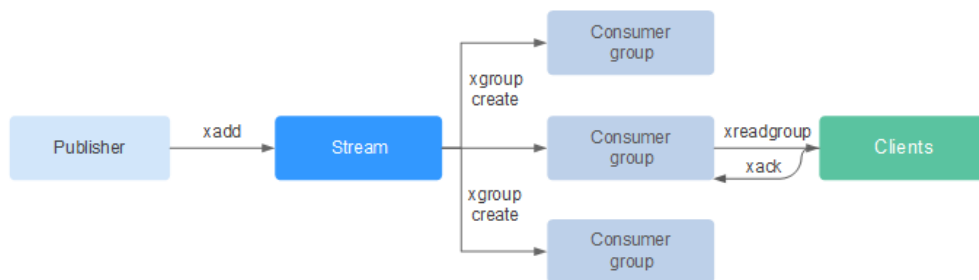 Publisher
xadd
Stream
xgroup
create
xgroup
create
Consumer
group
Consumer
group
Consumer
group
xreadgroup
xack
Clients